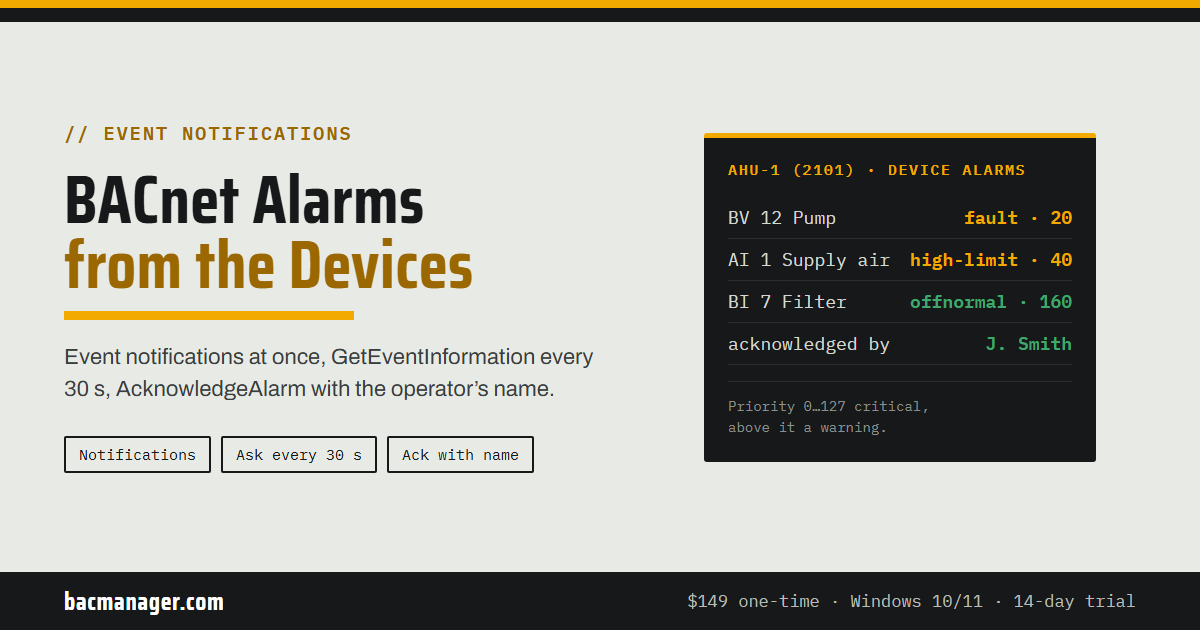 // EVENT NOTIFICATIONS
BACnet Alarms
from the Devices
Event notifications at once, GetEventInformation every
30 s, AcknowledgeAlarm with the operator’s name.
Notifications
Ask every 30 s
Ack with name
AHU-1 (2101) · DEVICE ALARMS
BV 12 Pump fault · 20
AI 1 Supply air high-limit · 40
BI 7 Filter offnormal · 160
acknowledged by J. Smith
Priority 0…127 critical,
above it a warning.
bacmanager.com
$149 one-time · Windows 10/11 · 14-day trial